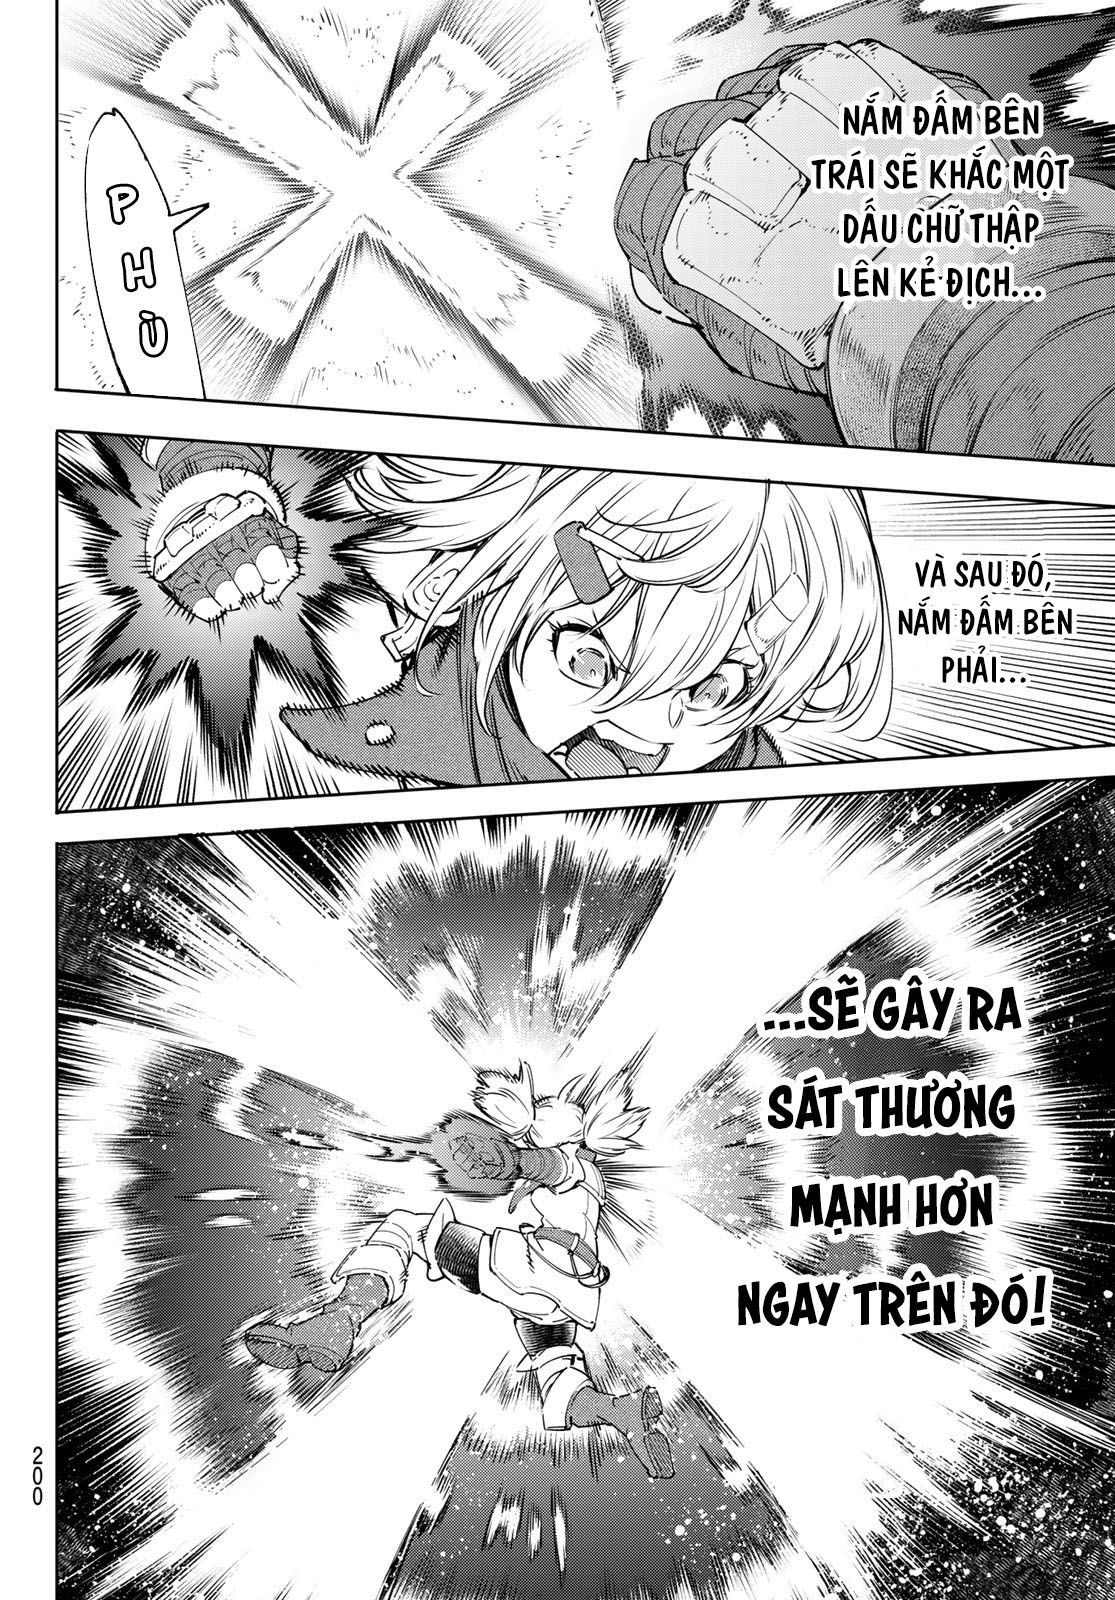 NẮM ĐẤM BÊN
TRÁI SẼ KHẮC MỘT
DẤU CHỮ THẬP
LÊN KẺ ĐỊCH...
PHÙ
VÀ SAU ĐÓ,
NẮM ĐẤM BÊN
PHẢI...
...SẼ GÂY RA
SÁT THƯƠNG
MẠNH HƠN
NGAY TRÊN ĐÓ!
200